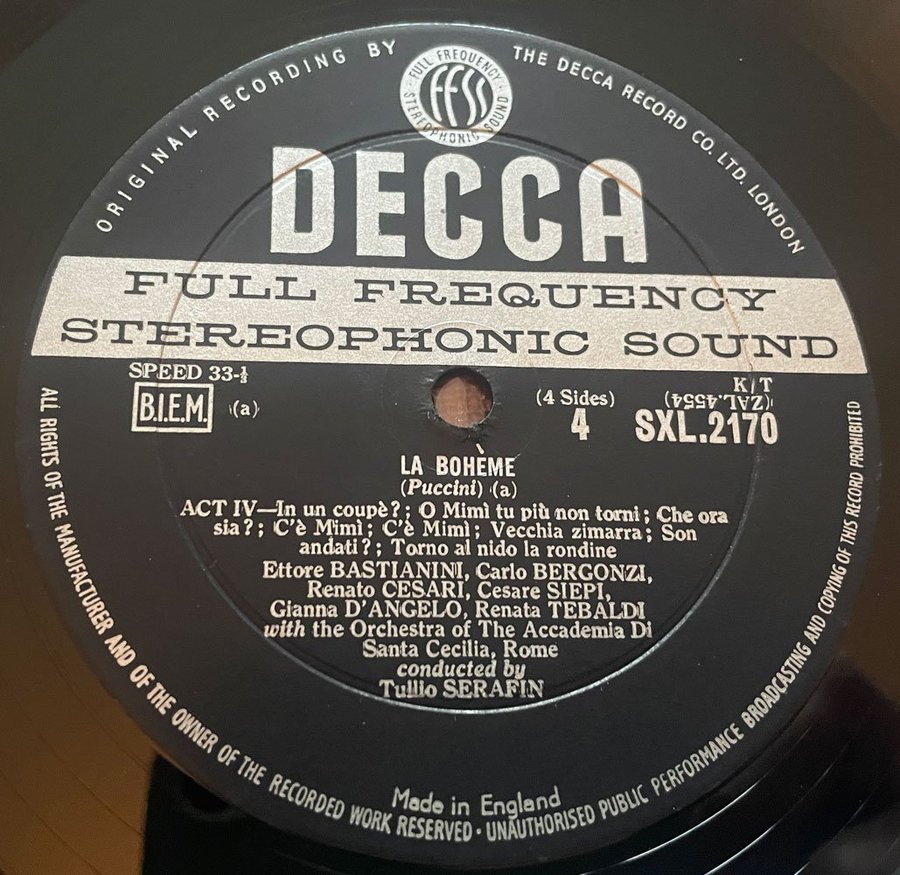 ORIGINAL RECORDING BY THE DECCA RECORD CO. LTD. LONDON
FULL FREQUENCY
ffss
STEREOPHONIC SOUND
DECCA
FULL FREQUENCY
STEREOPHONIC SOUND
SPEED 33-⅓
B.I.E.M. (a)
(4 Sides)
4
K/T
(ZAL.4554)
SXL.2170
LA BOHÈME
(Puccini) (a)
ACT IV—In un coupè?; O Mimì tu più non torni; Che ora
sia?; C'è Mimì; C'è Mimì; Vecchia zimarra; Son
andati?; Torno al nido la rondine
Ettore BASTIANINI, Carlo BERGONZI,
Renato CESARI, Cesare SIEPI,
Gianna D'ANGELO, Renata TEBALDI
with the Orchestra of The Accademia Di
Santa Cecilia, Rome
conducted by
Tullio SERAFIN
Made in England
ALL RIGHTS OF THE MANUFACTURER AND OF THE OWNER OF THE RECORDED WORK RESERVED · UNAUTHORISED PUBLIC PERFORMANCE BROADCASTING AND COPYING OF THIS RECORD PROHIBITED